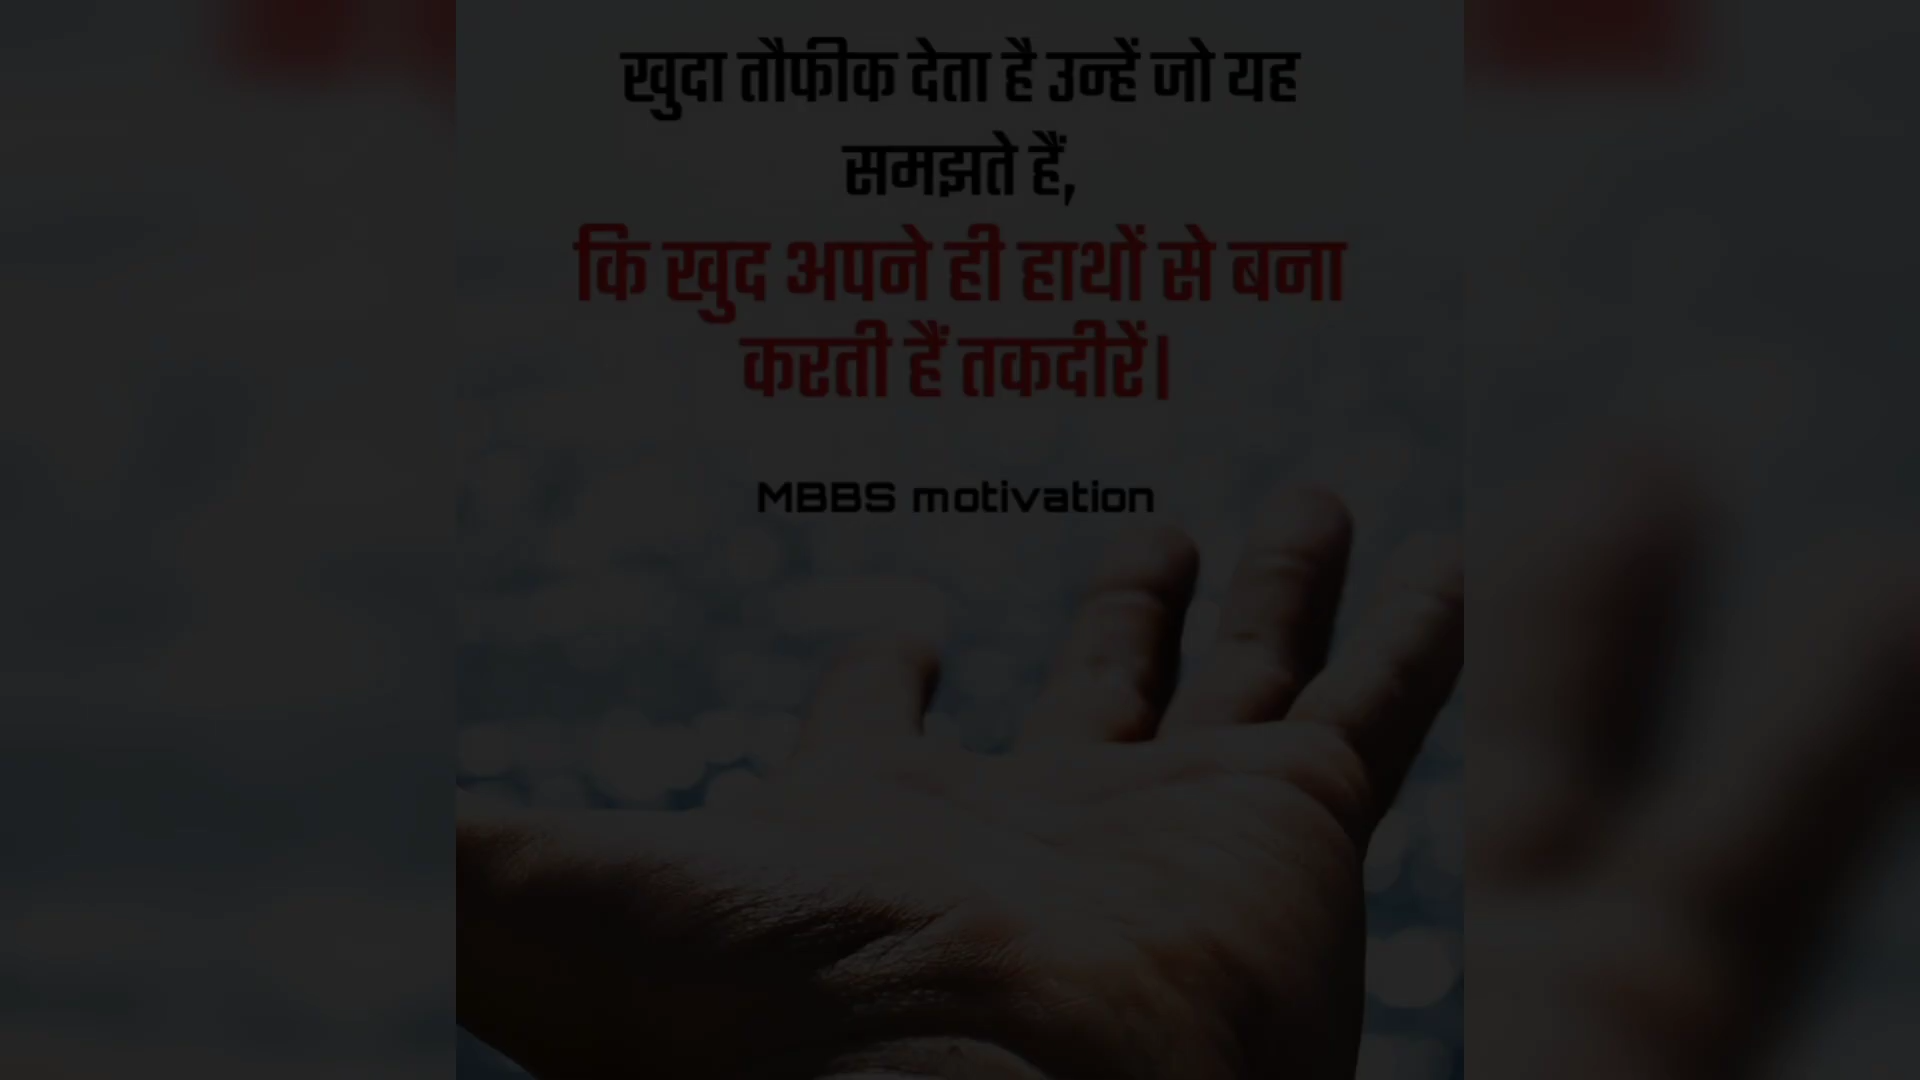 खुदा तौफीक देता है उन्हें जो यह
समझते हैं,
कि खुद अपने ही हाथों से बना
करती हैं तकदीरें।
MBBS motivation